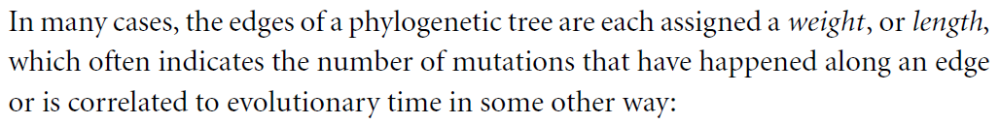 In many cases, the edges of a phylogenetic tree are each assigned a weight, or length,
which often indicates the number of mutations that have happened along an edge
or is correlated to evolutionary time in some other way: